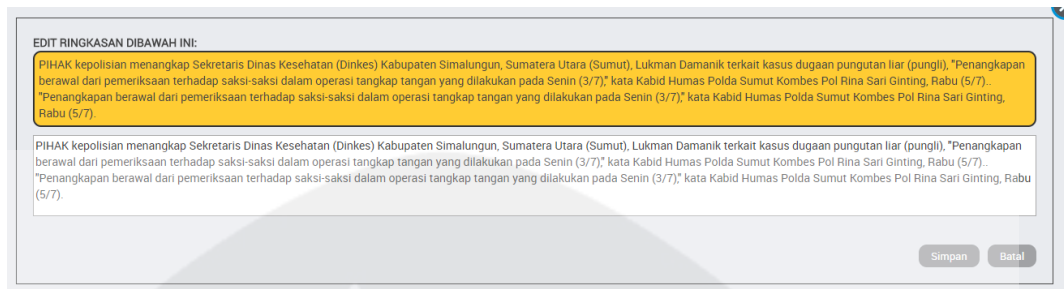 EDIT RINGKASAN DIBAWAH INI:
PIHAK kepolisian menangkap Sekretaris Dinas Kesehatan (Dinkes) Kabupaten Simalungun, Sumatera Utara (Sumut), Lukman Damanik terkait kasus dugaan pungutan liar (pungli), "Penangkapan
berawal dari pemeriksaan terhadap saksi-saksi dalam operasi tangkap tangan yang dilakukan pada Senin (3/7)," kata Kabid Humas Polda Sumut Kombes Pol Rina Sari Ginting, Rabu (5/7)..
"Penangkapan berawal dari pemeriksaan terhadap saksi-saksi dalam operasi tangkap tangan yang dilakukan pada Senin (3/7)," kata Kabid Humas Polda Sumut Kombes Pol Rina Sari Ginting,
Rabu (5/7).
PIHAK kepolisian menangkap Sekretaris Dinas Kesehatan (Dinkes) Kabupaten Simalungun, Sumatera Utara (Sumut), Lukman Damanik terkait kasus dugaan pungutan liar (pungli), "Penangkapan
berawal dari pemeriksaan terhadap saksi-saksi dalam operasi tangkap tangan yang dilakukan pada Senin (3/7)," kata Kabid Humas Polda Sumut Kombes Pol Rina Sari Ginting, Rabu (5/7)..
"Penangkapan berawal dari pemeriksaan terhadap saksi-saksi dalam operasi tangkap tangan yang dilakukan pada Senin (3/7)," kata Kabid Humas Polda Sumut Kombes Pol Rina Sari Ginting, Rabu
(5/7).
Simpan Batal